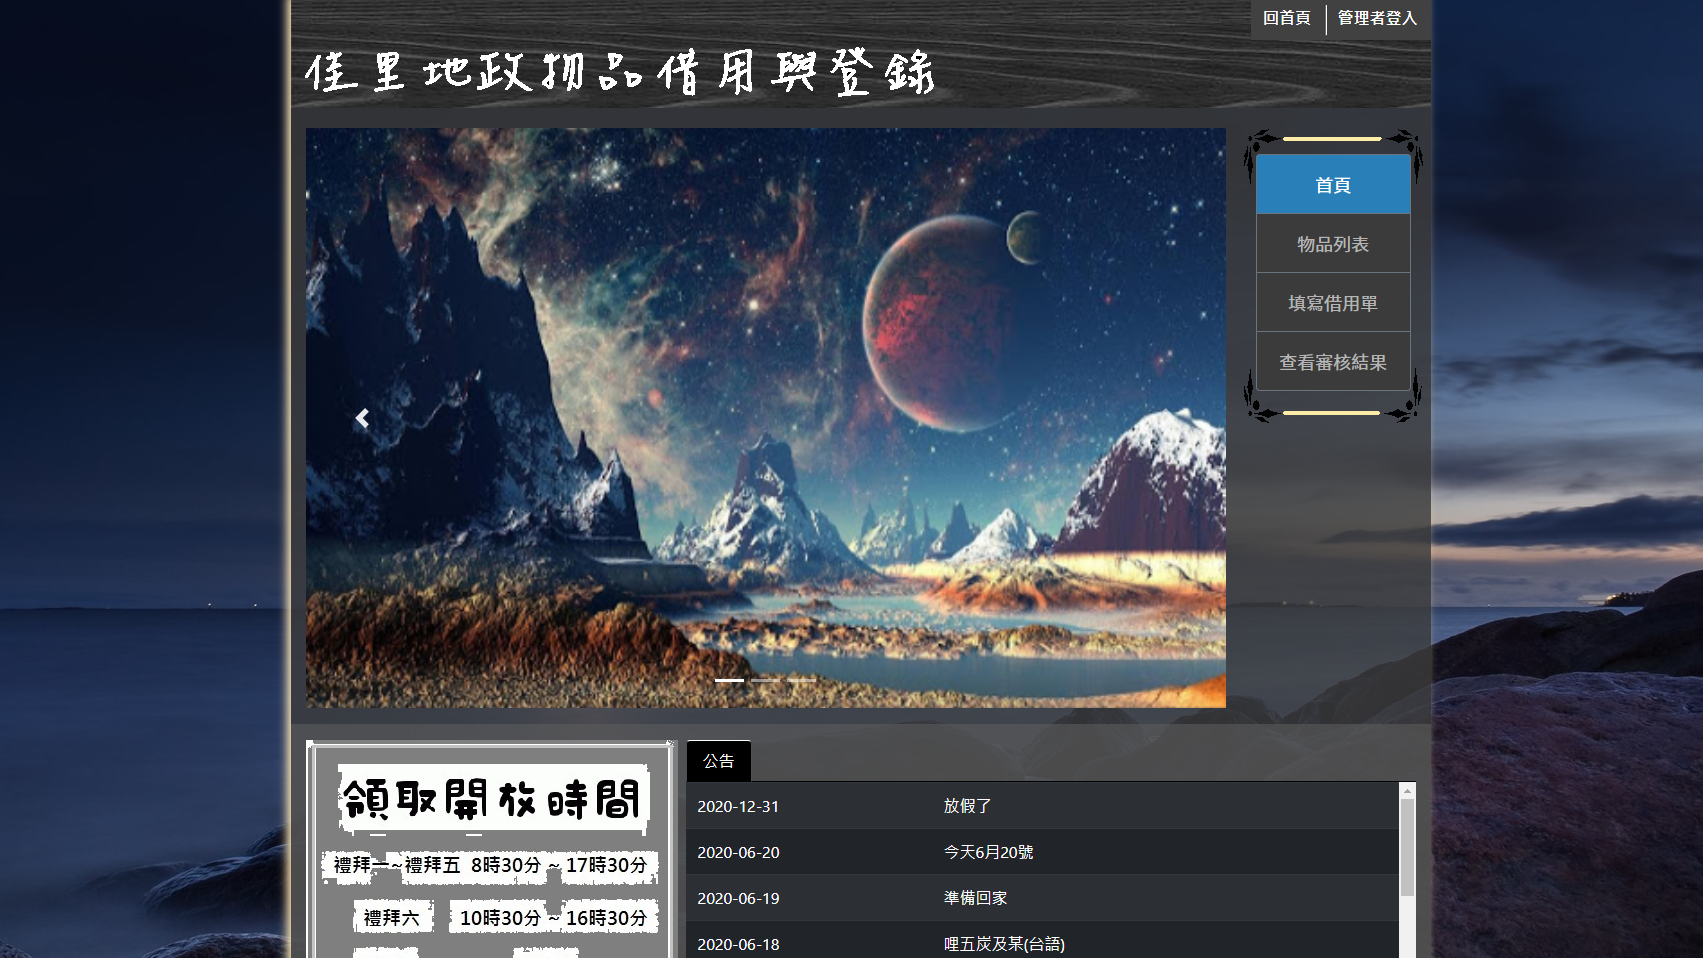 回首頁
管理者登入
佳里地政物品借用與登錄
首頁
物品列表
填寫借用單
查看審核結果
領取開放時間
禮拜一~禮拜五 8時30分 ~ 17時30分
禮拜六 10時30分 ~ 16時30分
公告
2020-12-31 放假了
2020-06-20 今天6月20號
2020-06-19 準備回家
2020-06-18 哩五炭及某(台語)